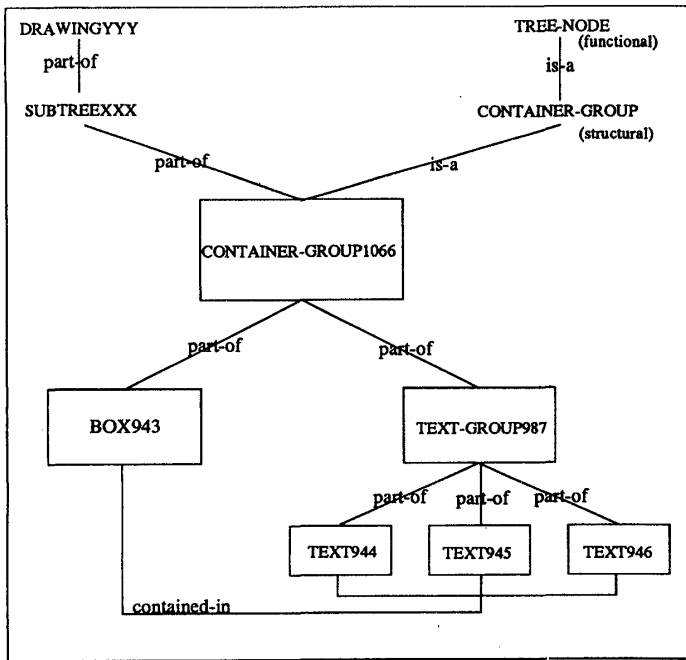 DRAWINGYYY
TREE-NODE
(functional)
part-of
is-a
SUBTREEXXX
CONTAINER-GROUP
(structural)
part-of
is-a
CONTAINER-GROUP1066
part-of
part-of
BOX943
TEXT-GROUP987
part-of
part-of
part-of
TEXT944
TEXT945
TEXT946
contained-in